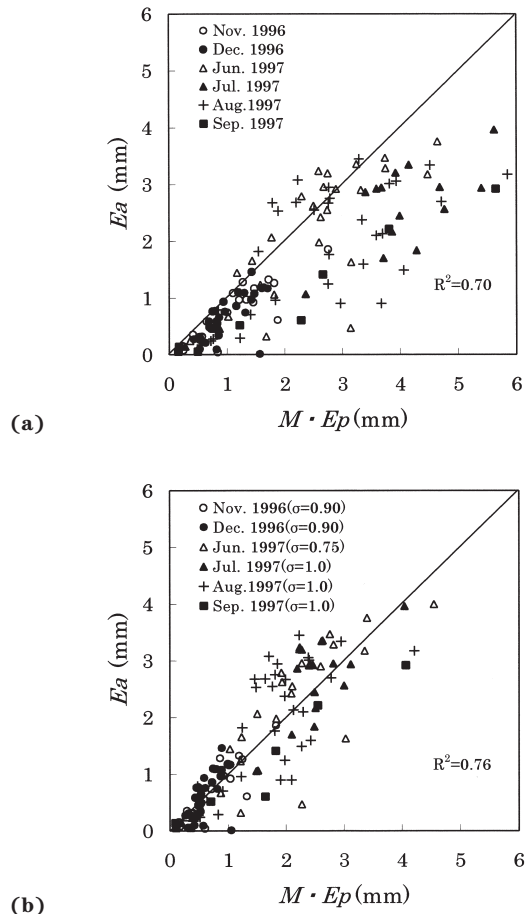 6
5
4
3
2
1
0
Ea (mm)
Nov. 1996
Dec. 1996
Jun. 1997
Jul. 1997
Aug.1997
Sep. 1997
R²=0.70
0 1 2 3 4 5 6
M · Ep (mm)
(a)
6
5
4
3
2
1
0
Ea (mm)
Nov. 1996(σ=0.90)
Dec. 1996(σ=0.90)
Jun. 1997(σ=0.75)
Jul. 1997(σ=1.0)
Aug.1997(σ=1.0)
Sep. 1997(σ=1.0)
R²=0.76
0 1 2 3 4 5 6
M · Ep (mm)
(b)